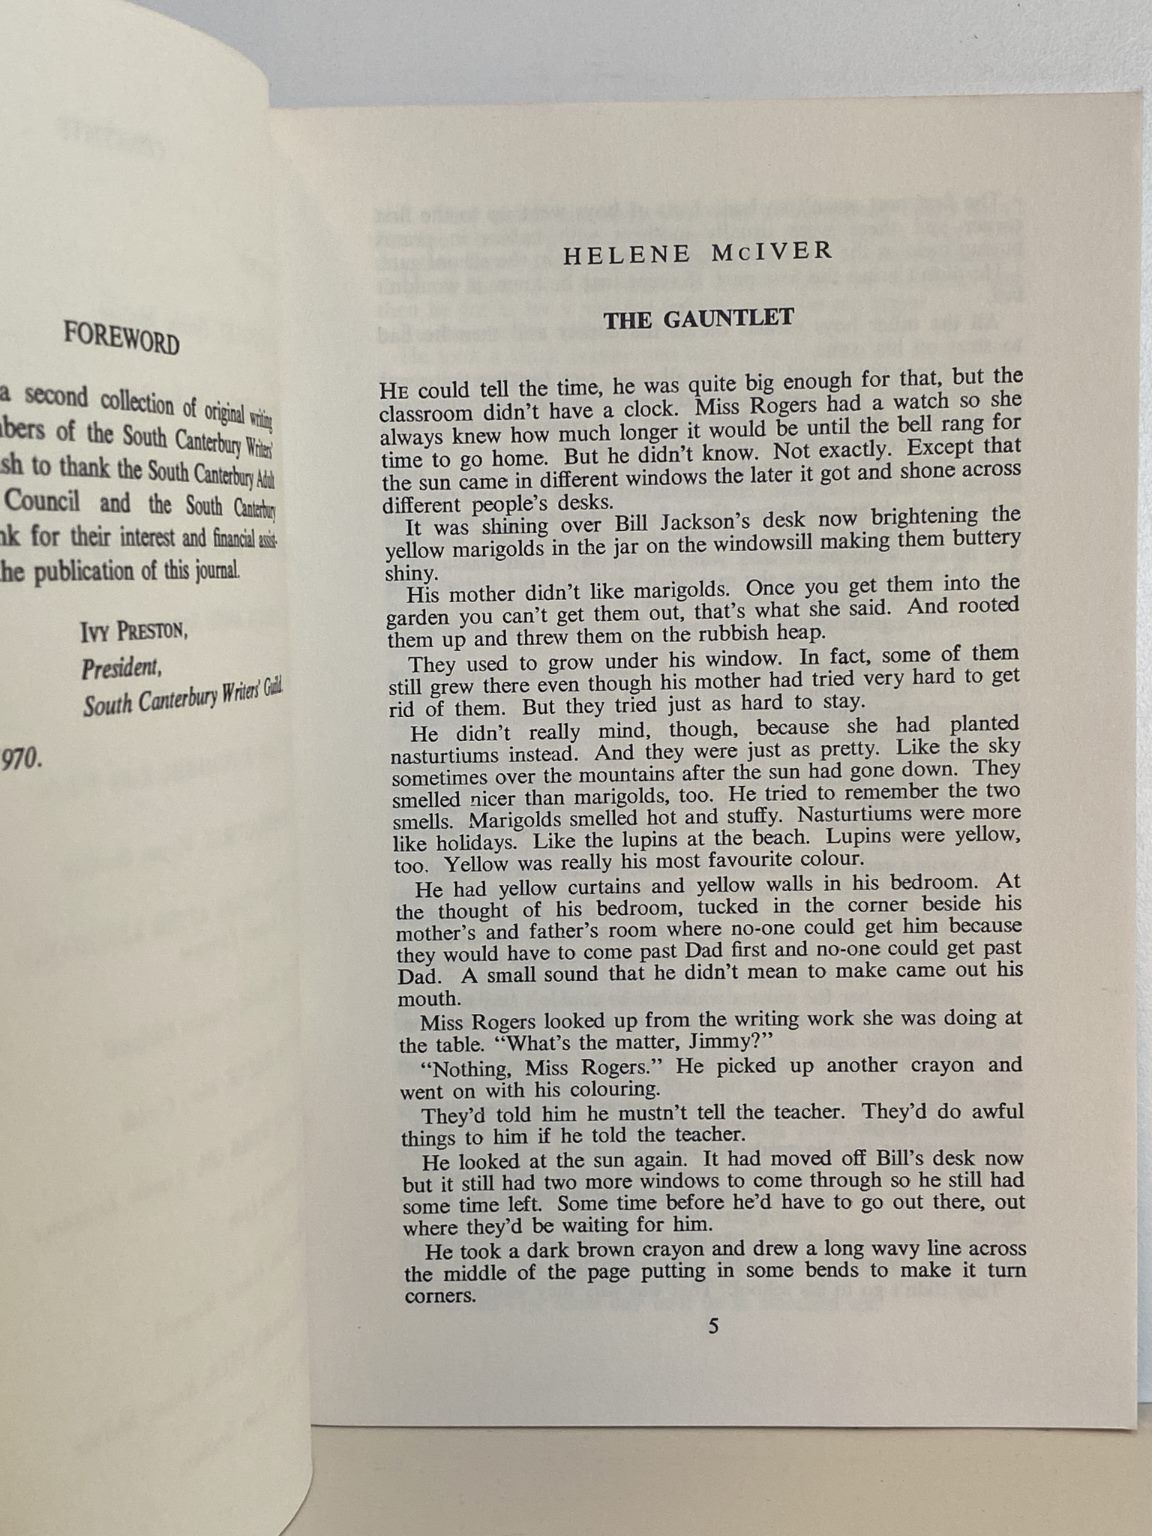 FOREWORD
a second collection of original writing
bers of the South Canterbury Writers'
sh to thank the South Canterbury Adult
Council and the South Canterbury
nk for their interest and financial assis-
he publication of this journal.
IVY PRESTON,
President,
South Canterbury Writers' Guild.
970.
HELENE McIVER
THE GAUNTLET
HE could tell the time, he was quite big enough for that, but the
classroom didn't have a clock. Miss Rogers had a watch so she
always knew how much longer it would be until the bell rang for
time to go home. But he didn't know. Not exactly. Except that
the sun came in different windows the later it got and shone across
different people's desks.
It was shining over Bill Jackson's desk now brightening the
yellow marigolds in the jar on the windowsill making them buttery
shiny.
His mother didn't like marigolds. Once you get them into the
garden you can't get them out, that's what she said. And rooted
them up and threw them on the rubbish heap.
They used to grow under his window. In fact, some of them
still grew there even though his mother had tried very hard to get
rid of them. But they tried just as hard to stay.
He didn't really mind, though, because she had planted
nasturtiums instead. And they were just as pretty. Like the sky
sometimes over the mountains after the sun had gone down. They
smelled nicer than marigolds, too. He tried to remember the two
smells. Marigolds smelled hot and stuffy. Nasturtiums were more
like holidays. Like the lupins at the beach. Lupins were yellow,
too. Yellow was really his most favourite colour.
He had yellow curtains and yellow walls in his bedroom. At
the thought of his bedroom, tucked in the corner beside his
mother's and father's room where no-one could get him because
they would have to come past Dad first and no-one could get past
Dad. A small sound that he didn't mean to make came out his
mouth.
Miss Rogers looked up from the writing work she was doing at
the table. "What's the matter, Jimmy?"
"Nothing, Miss Rogers." He picked up another crayon and
went on with his colouring.
They'd told him he mustn't tell the teacher. They'd do awful
things to him if he told the teacher.
He looked at the sun again. It had moved off Bill's desk now
but it still had two more windows to come through so he still had
some time left. Some time before he'd have to go out there, out
where they'd be waiting for him.
He took a dark brown crayon and drew a long wavy line across
the middle of the page putting in some bends to make it turn
corners.
5